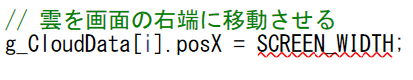 // 雲を画面の右端に移動させる
g_CloudData[i].posX = SCREEN_WIDTH;